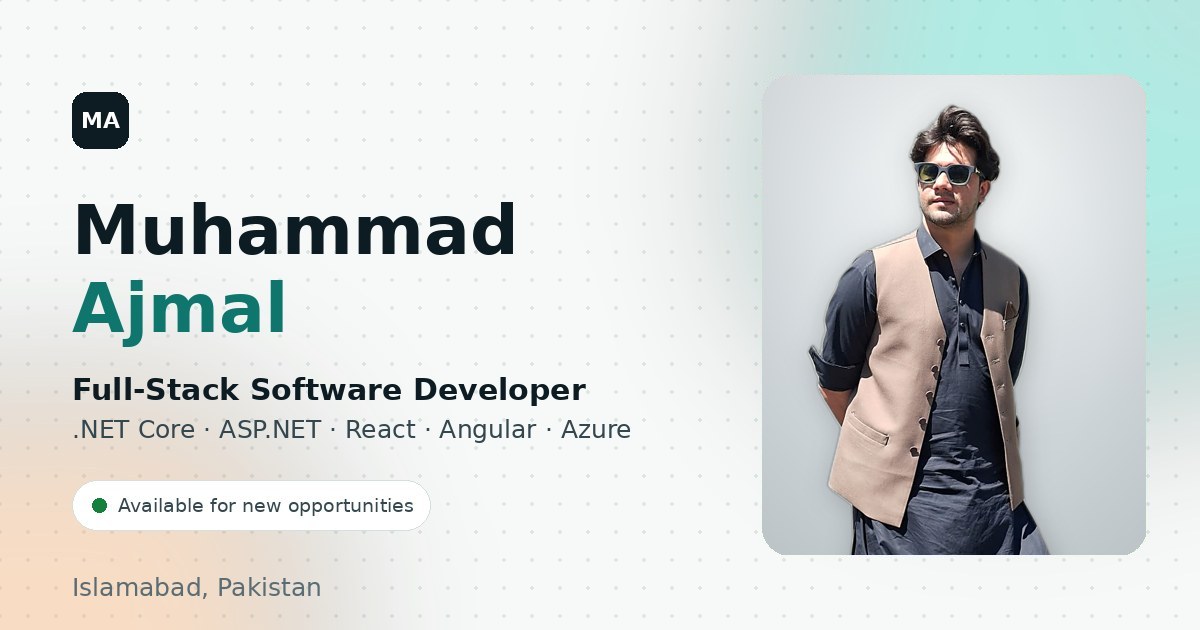 MA
Muhammad
Ajmal
Full-Stack Software Developer
.NET Core · ASP.NET · React · Angular · Azure
Available for new opportunities
Islamabad, Pakistan